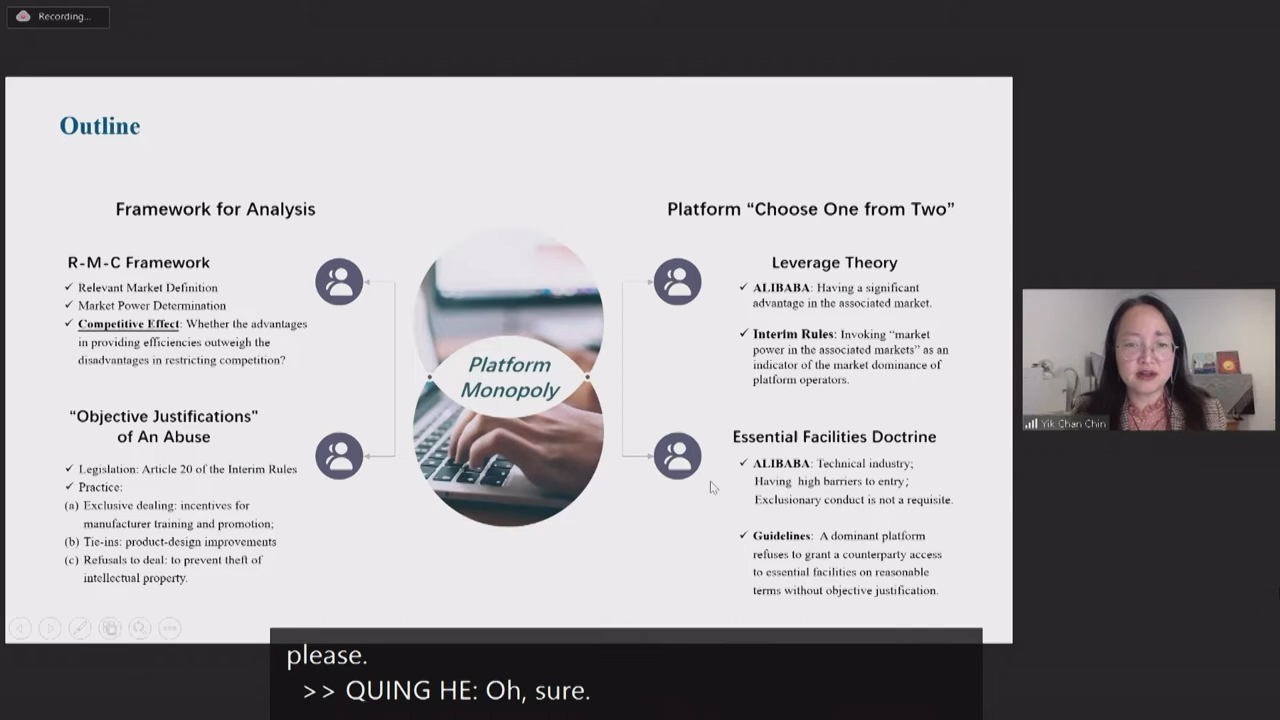 Recording...
Outline
Framework for Analysis
R-M-C Framework
✓ Relevant Market Definition
✓ Market Power Determination
✓ Competitive Effect: Whether the advantages
in providing efficiencies outweigh the
disadvantages in restricting competition?
“Objective Justifications”
of An Abuse
✓ Legislation: Article 20 of the Interim Rules
✓ Practice:
(a) Exclusive dealing: incentives for
manufacturer training and promotion;
(b) Tie-ins: product-design improvements
(c) Refusals to deal: to prevent theft of
intellectual property.
Platform
Monopoly
Platform “Choose One from Two”
Leverage Theory
✓ ALIBABA: Having a significant
advantage in the associated market.
✓ Interim Rules: Invoking “market
power in the associated markets” as an
indicator of the market dominance of
platform operators.
Essential Facilities Doctrine
✓ ALIBABA: Technical industry;
Having high barriers to entry;
Exclusionary conduct is not a requisite.
✓ Guidelines: A dominant platform
refuses to grant a counterparty access
to essential facilities on reasonable
terms without objective justification.
Yik Chan Chin
please.
>> QUING HE: Oh, sure.